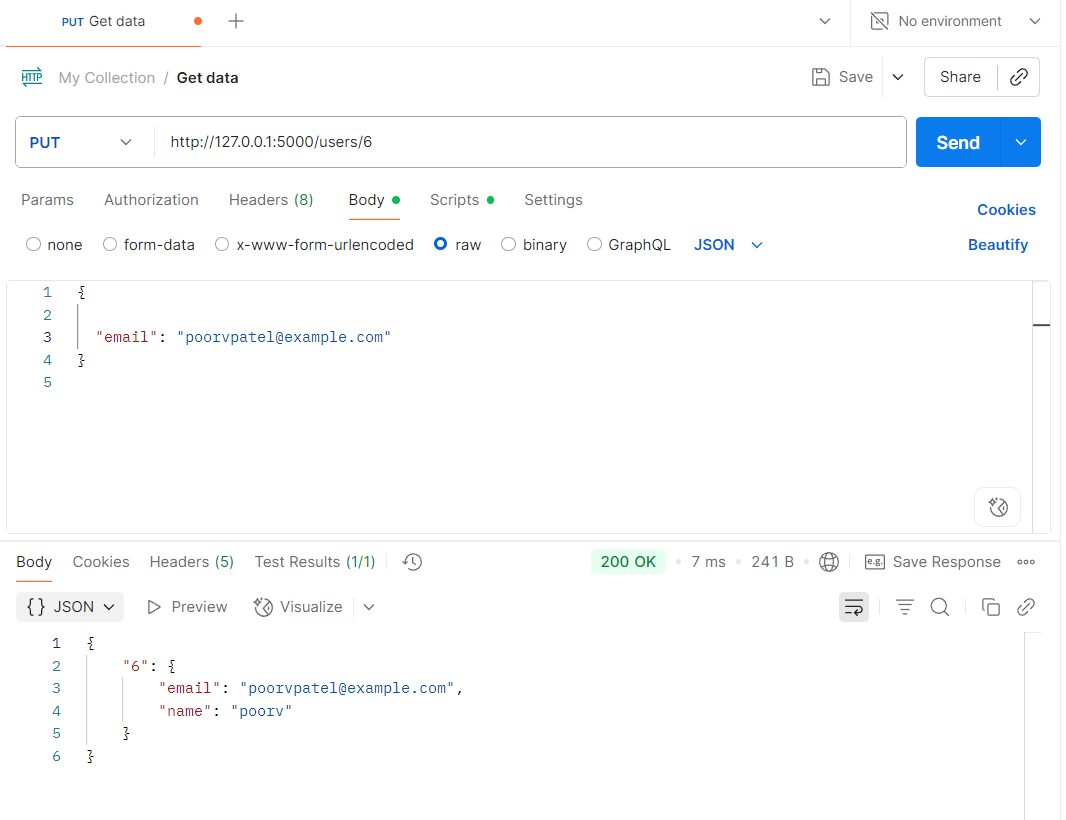 PUT Get data
No environment
HTTP My Collection / Get data
Save
Share
PUT http://127.0.0.1:5000/users/6
Send
Params Authorization Headers (8) Body Scripts Settings
Cookies
none form-data x-www-form-urlencoded raw binary GraphQL JSON
Beautify
1 {
2
3 "email": "poorvpatel@example.com"
4 }
5
Body Cookies Headers (5) Test Results (1/1) 200 OK • 7 ms • 241 B • e.g. Save Response
{} JSON Preview Visualize
1 {
2 "6": {
3 "email": "poorvpatel@example.com",
4 "name": "poorv"
5 }
6 }